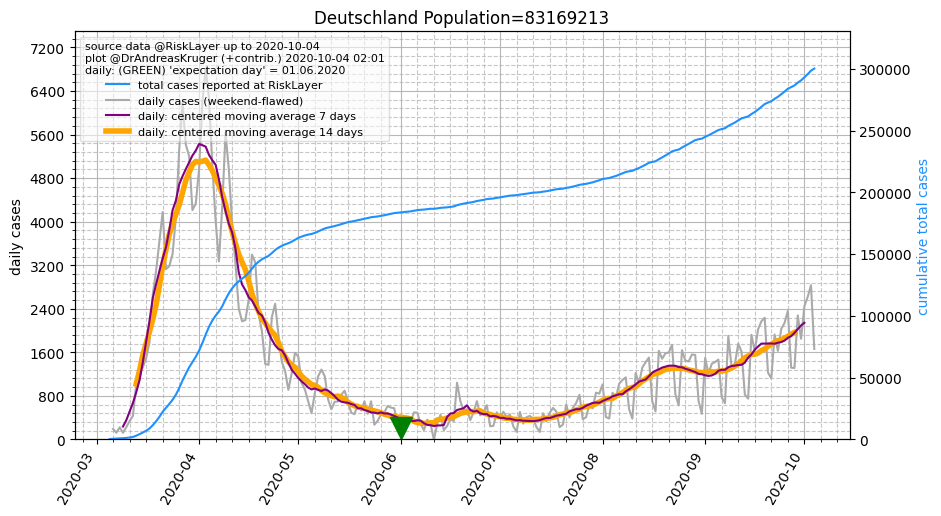 Deutschland Population=83169213
source data @RiskLayer up to 2020-10-04
plot @DrAndreasKruger (+contrib.) 2020-10-04 02:01
daily: (GREEN) 'expectation day' = 01.06.2020
total cases reported at RiskLayer
daily cases (weekend-flawed)
daily: centered moving average 7 days
daily: centered moving average 14 days
daily cases
7200
6400
5600
4800
4000
3200
2400
1600
800
0
cumulative total cases
300000
250000
200000
150000
100000
50000
0
2020-03
2020-04
2020-05
2020-06
2020-07
2020-08
2020-09
2020-10